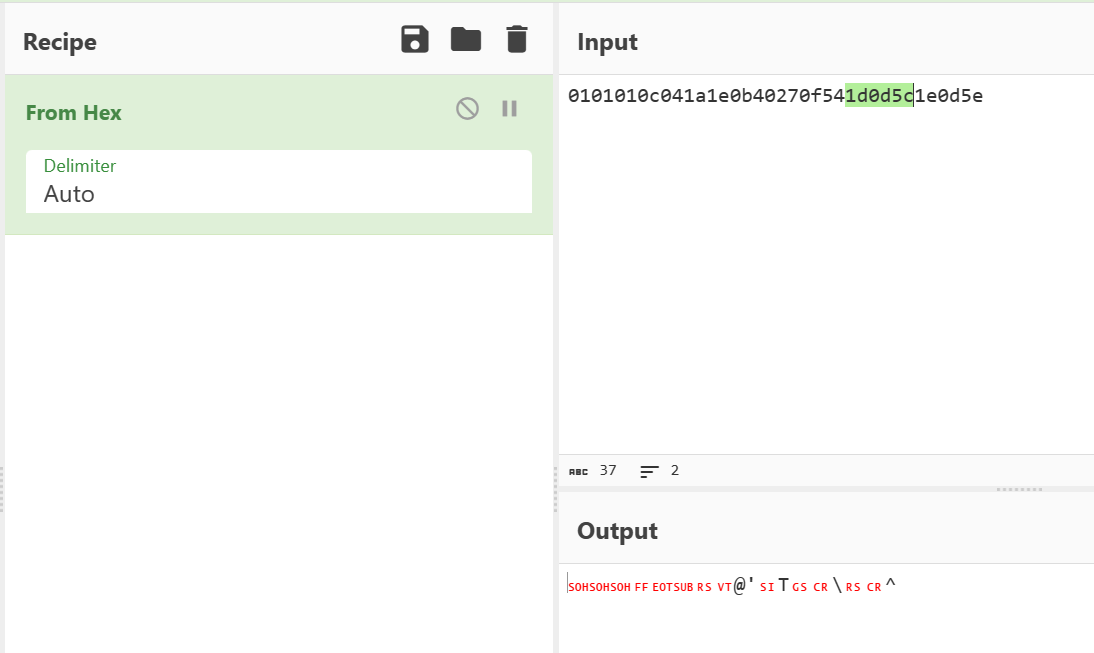 Recipe
Input
From Hex
Delimiter
Auto
0101010c041a1e0b40270f541d0d5c1e0d5e
ABC 37 2
Output
SOHSOHSOH FF EOTSUB RS VT@' SI T GS CR \ RS CR ^